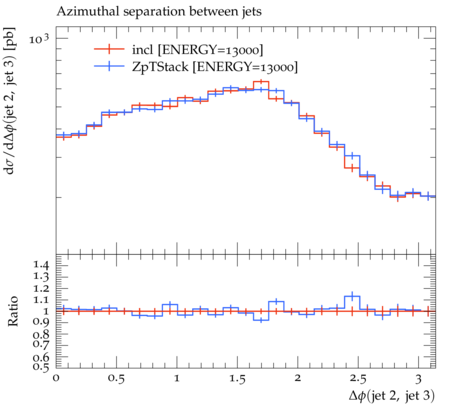 Azimuthal separation between jets
dσ/dΔϕ(jet 2, jet 3) [pb]
10³
incl [ENERGY=13000]
ZpTStack [ENERGY=13000]
Ratio
1.4
1.3
1.2
1.1
1
0.9
0.8
0.7
0.6
0.5
0 0.5 1 1.5 2 2.5 3
Δϕ(jet 2, jet 3)